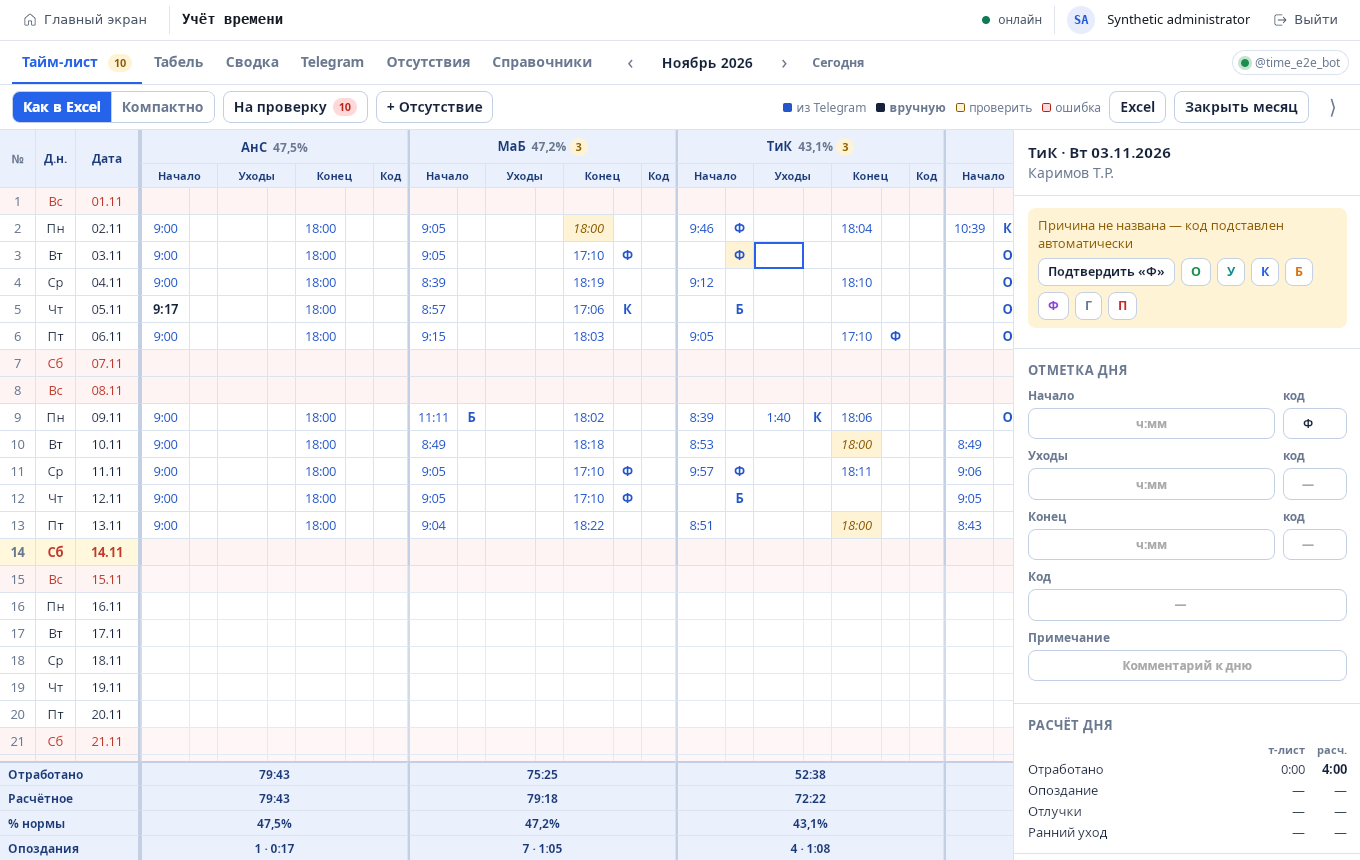 Главный экран Учёт времени онлайн SA Synthetic administrator Выйти
Тайм-лист 10 Табель Сводка Telegram Отсутствия Справочники ‹ Ноябрь 2026 › Сегодня @time_e2e_bot
Как в Excel Компактно На проверку 10 + Отсутствие из Telegram вручную проверить ошибка Excel Закрыть месяц ⟩
№ Д.н. Дата АнС 47,5% МаБ 47,2% 3 ТиК 43,1% 3
Начало Уходы Конец Код Начало Уходы Конец Код Начало Уходы Конец Код Начало
1 Вс 01.11
2 Пн 02.11 9:00 18:00 9:05 18:00 9:46 Ф 18:04 10:39 К
3 Вт 03.11 9:00 18:00 9:05 17:10 Ф Ф О
4 Ср 04.11 9:00 18:00 8:39 18:19 9:12 18:10 О
5 Чт 05.11 9:17 18:00 8:57 17:06 К Б О
6 Пт 06.11 9:00 18:00 9:15 18:03 9:05 17:10 Ф О
7 Сб 07.11
8 Вс 08.11
9 Пн 09.11 9:00 18:00 11:11 Б 18:02 8:39 1:40 К 18:06 О
10 Вт 10.11 9:00 18:00 8:49 18:18 8:53 18:00 8:49
11 Ср 11.11 9:00 18:00 9:05 17:10 Ф 9:57 Ф 18:11 9:06
12 Чт 12.11 9:00 18:00 9:05 17:10 Ф Б 9:05
13 Пт 13.11 9:00 18:00 9:04 18:22 8:51 18:00 8:43
14 Сб 14.11
15 Вс 15.11
16 Пн 16.11
17 Вт 17.11
18 Ср 18.11
19 Чт 19.11
20 Пт 20.11
21 Сб 21.11
Отработано 79:43 75:25 52:38
Расчётное 79:43 79:18 72:22
% нормы 47,5% 47,2% 43,1%
Опоздания 1 · 0:17 7 · 1:05 4 · 1:08
ТиК · Вт 03.11.2026
Каримов Т.Р.
Причина не названа — код подставлен
автоматически
Подтвердить «Ф» О У К Б
Ф Г П
ОТМЕТКА ДНЯ
Начало код
ч:мм Ф
Уходы код
ч:мм —
Конец код
ч:мм —
Код
—
Примечание
Комментарий к дню
РАСЧЁТ ДНЯ
т-лист расч.
Отработано 0:00 4:00
Опоздание — —
Отлучки — —
Ранний уход — —